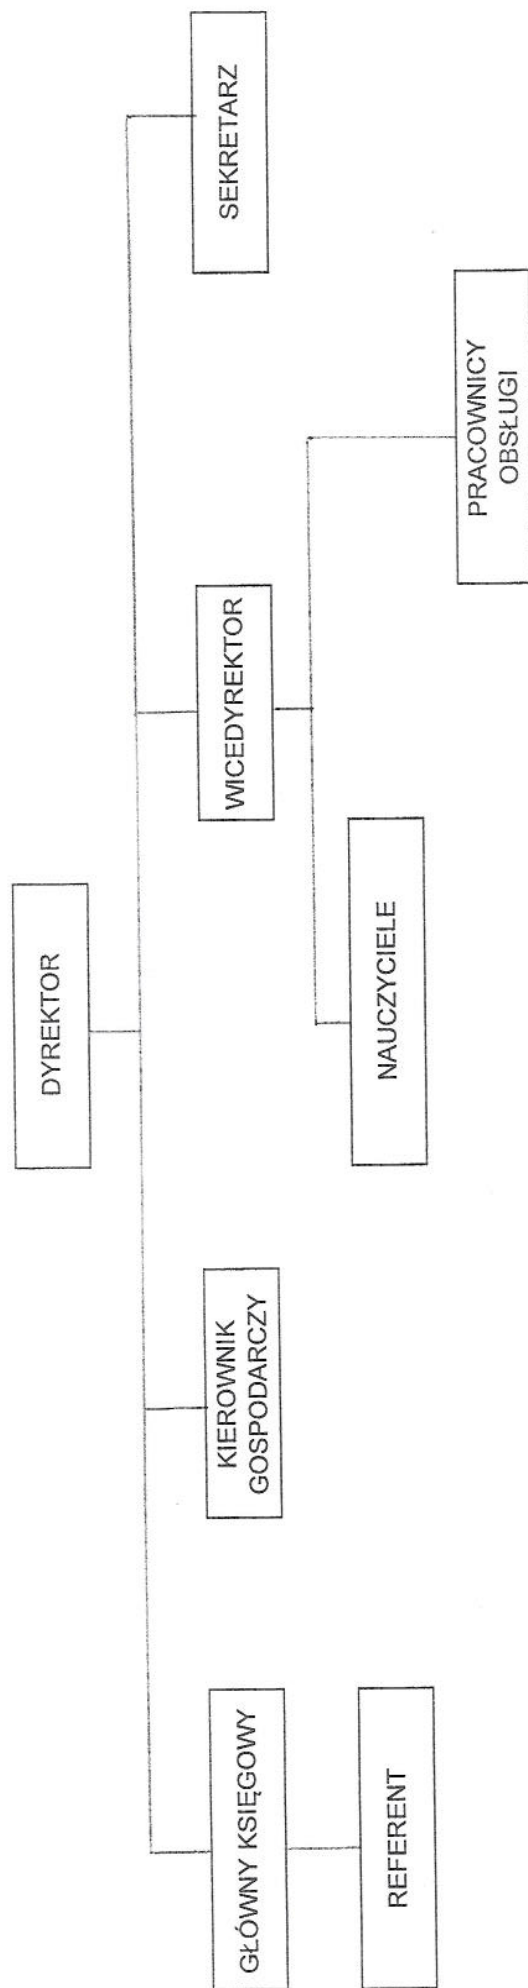 DYREKTOR
GŁÓWNY KSIĘGOWY
KIEROWNIK
GOSPODARCZY
WICEDYREKTOR
SEKRETARZ
REFERENT
NAUCZYCIELE
PRACOWNICY
OBSŁUGI